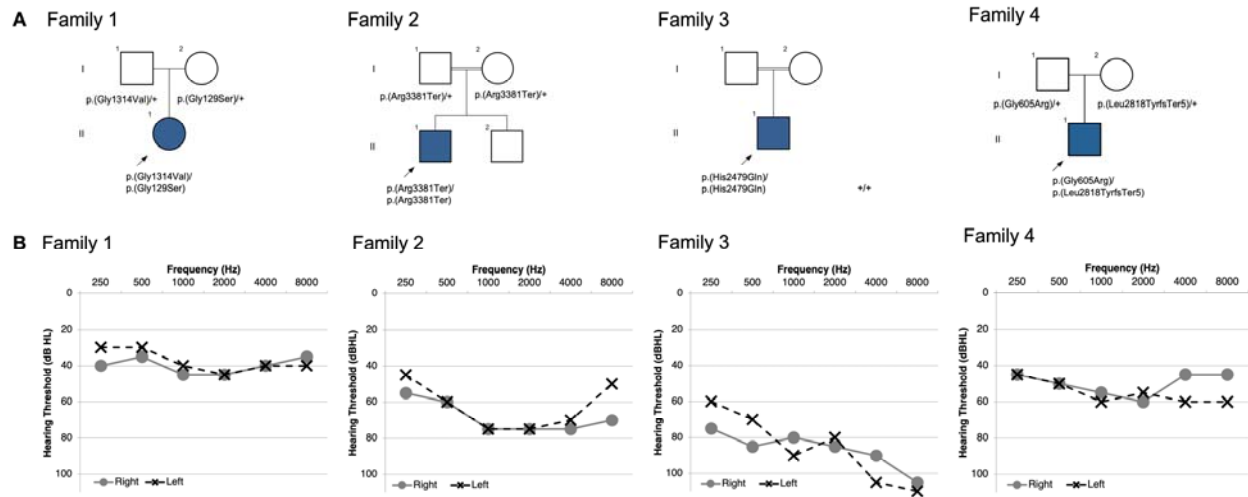 A Family 1 Family 2 Family 3 Family 4
1 2 1 2 1 2 1 2
I I I I
p.(Gly1314Val)/+ p.(Gly129Ser)/+ p.(Arg3381Ter)/+ p.(Arg3381Ter)/+ p.(Gly605Arg)/+ p.(Leu2818TyrfsTer5)/+
1 1 2 1 1
II II II II
p.(Gly1314Val)/ p.(Arg3381Ter)/ p.(His2479Gln)/ p.(Gly605Arg)/
p.(Gly129Ser) p.(Arg3381Ter) p.(His2479Gln) +/+ p.(Leu2818TyrfsTer5)
B Family 1 Family 2 Family 3 Family 4
Frequency (Hz)
250 500 1000 2000 4000 8000
0
20
40
60
80
100
Hearing Threshold (dB HL)
Right Left
Frequency (Hz)
250 500 1000 2000 4000 8000
0
20
40
60
80
100
Hearing Threshold (dBHL)
Right Left
Frequency (Hz)
250 500 1000 2000 4000 8000
0
20
40
60
80
100
Hearing Threshold (dBHL)
Right Left
Frequency (Hz)
250 500 1000 2000 4000 8000
0
20
40
60
80
100
Hearing Threshold (dBHL)
Right Left